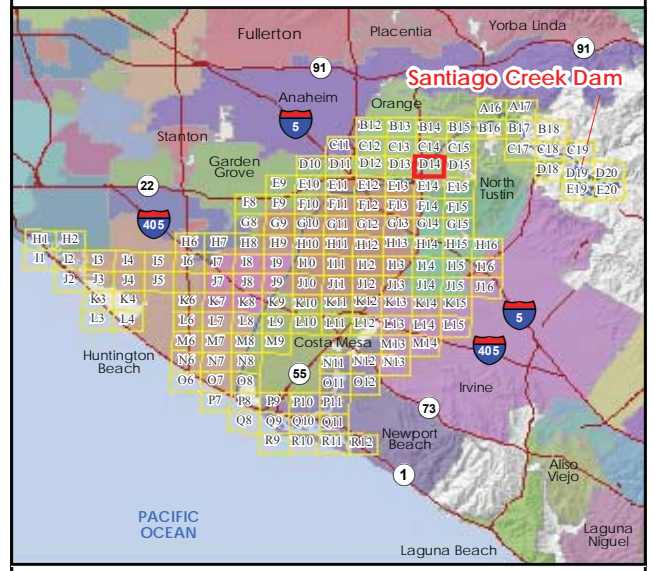 Yorba Linda
Placentia
Fullerton
91
91
Santiago Creek Dam
Anaheim
Orange
A16 A17
5
B12 B13 B14 B15 B16 B17 B18
Stanton
C11 C12 C13 C14 C15 C17 C18 C19
Garden
Grove
D10 D11 D12 D13 D14 D15 D18 D19 D20
22
E9 E10 E11 E12 E13 E14 E15 E19 E20
North
Tustin
F8 F9 F10 F11 F12 F13 F14 F15
405
G8 G9 G10 G11 G12 G13 G14 G15
H1 H2 H6 H7 H8 H9 H10 H11 H12 H13 H14 H15 H16
I1 I2 I3 I4 I5 I6 I7 I8 I9 I10 I11 I12 I13 I14 I15 I16
J2 J3 J4 J5 J7 J8 J9 J10 J11 J12 J13 J14 J15 J16
K3 K4 K6 K7 K8 K9 K10 K11 K12 K13 K14 K15
5
L3 L4 L6 L7 L8 L9 L10 L11 L12 L13 L14 L15
M6 M7 M8 M9 Costa Mesa M13 M14
405
Huntington
Beach
N6 N7 N8 N11 N12 N13
55
O6 O7 O8 O11 O12
Irvine
P7 P8 P9 P10 P11
73
Q8 Q9 Q10 Q11
R9 R10 R11 R12
Newport
Beach
Aliso
Viejo
1
PACIFIC
OCEAN
Laguna
Niguel
Laguna Beach